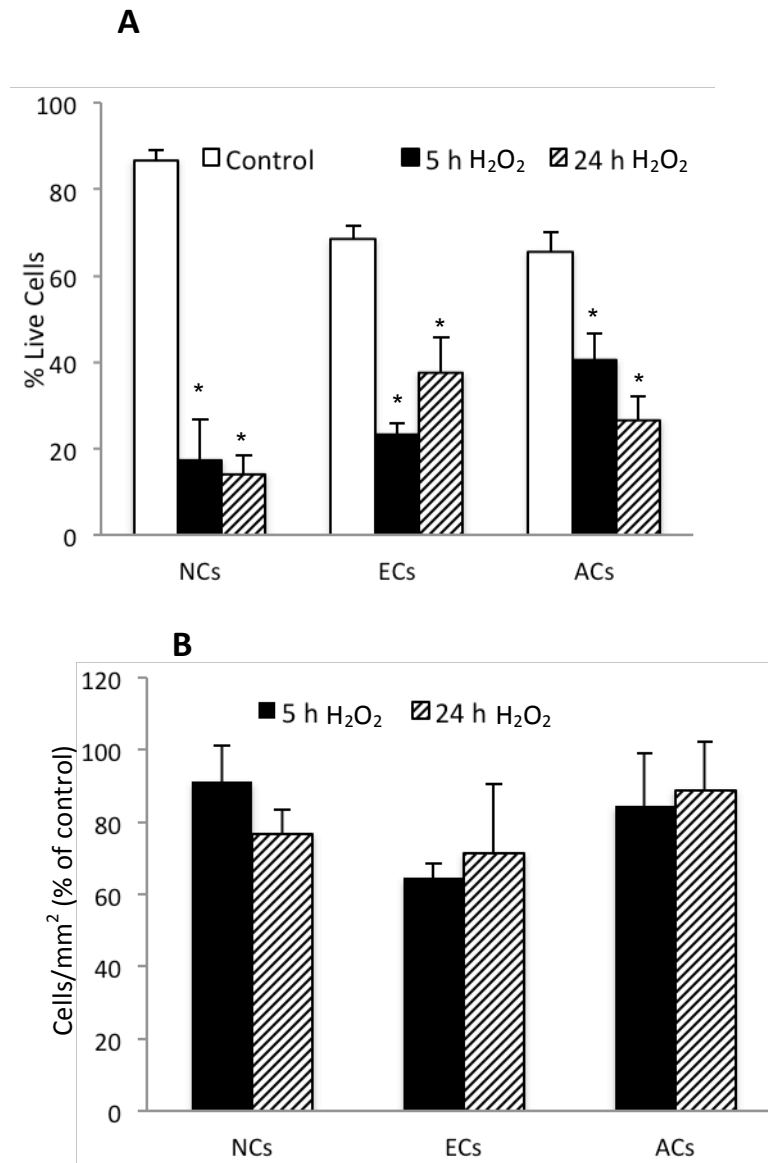 A
100
80
60
40
20
0
% Live Cells
Control 5 h H₂O₂ 24 h H₂O₂
*
*
*
*
*
*
NCs ECs ACs
B
120
100
80
60
40
20
0
Cells/mm² (% of control)
5 h H₂O₂ 24 h H₂O₂
NCs ECs ACs